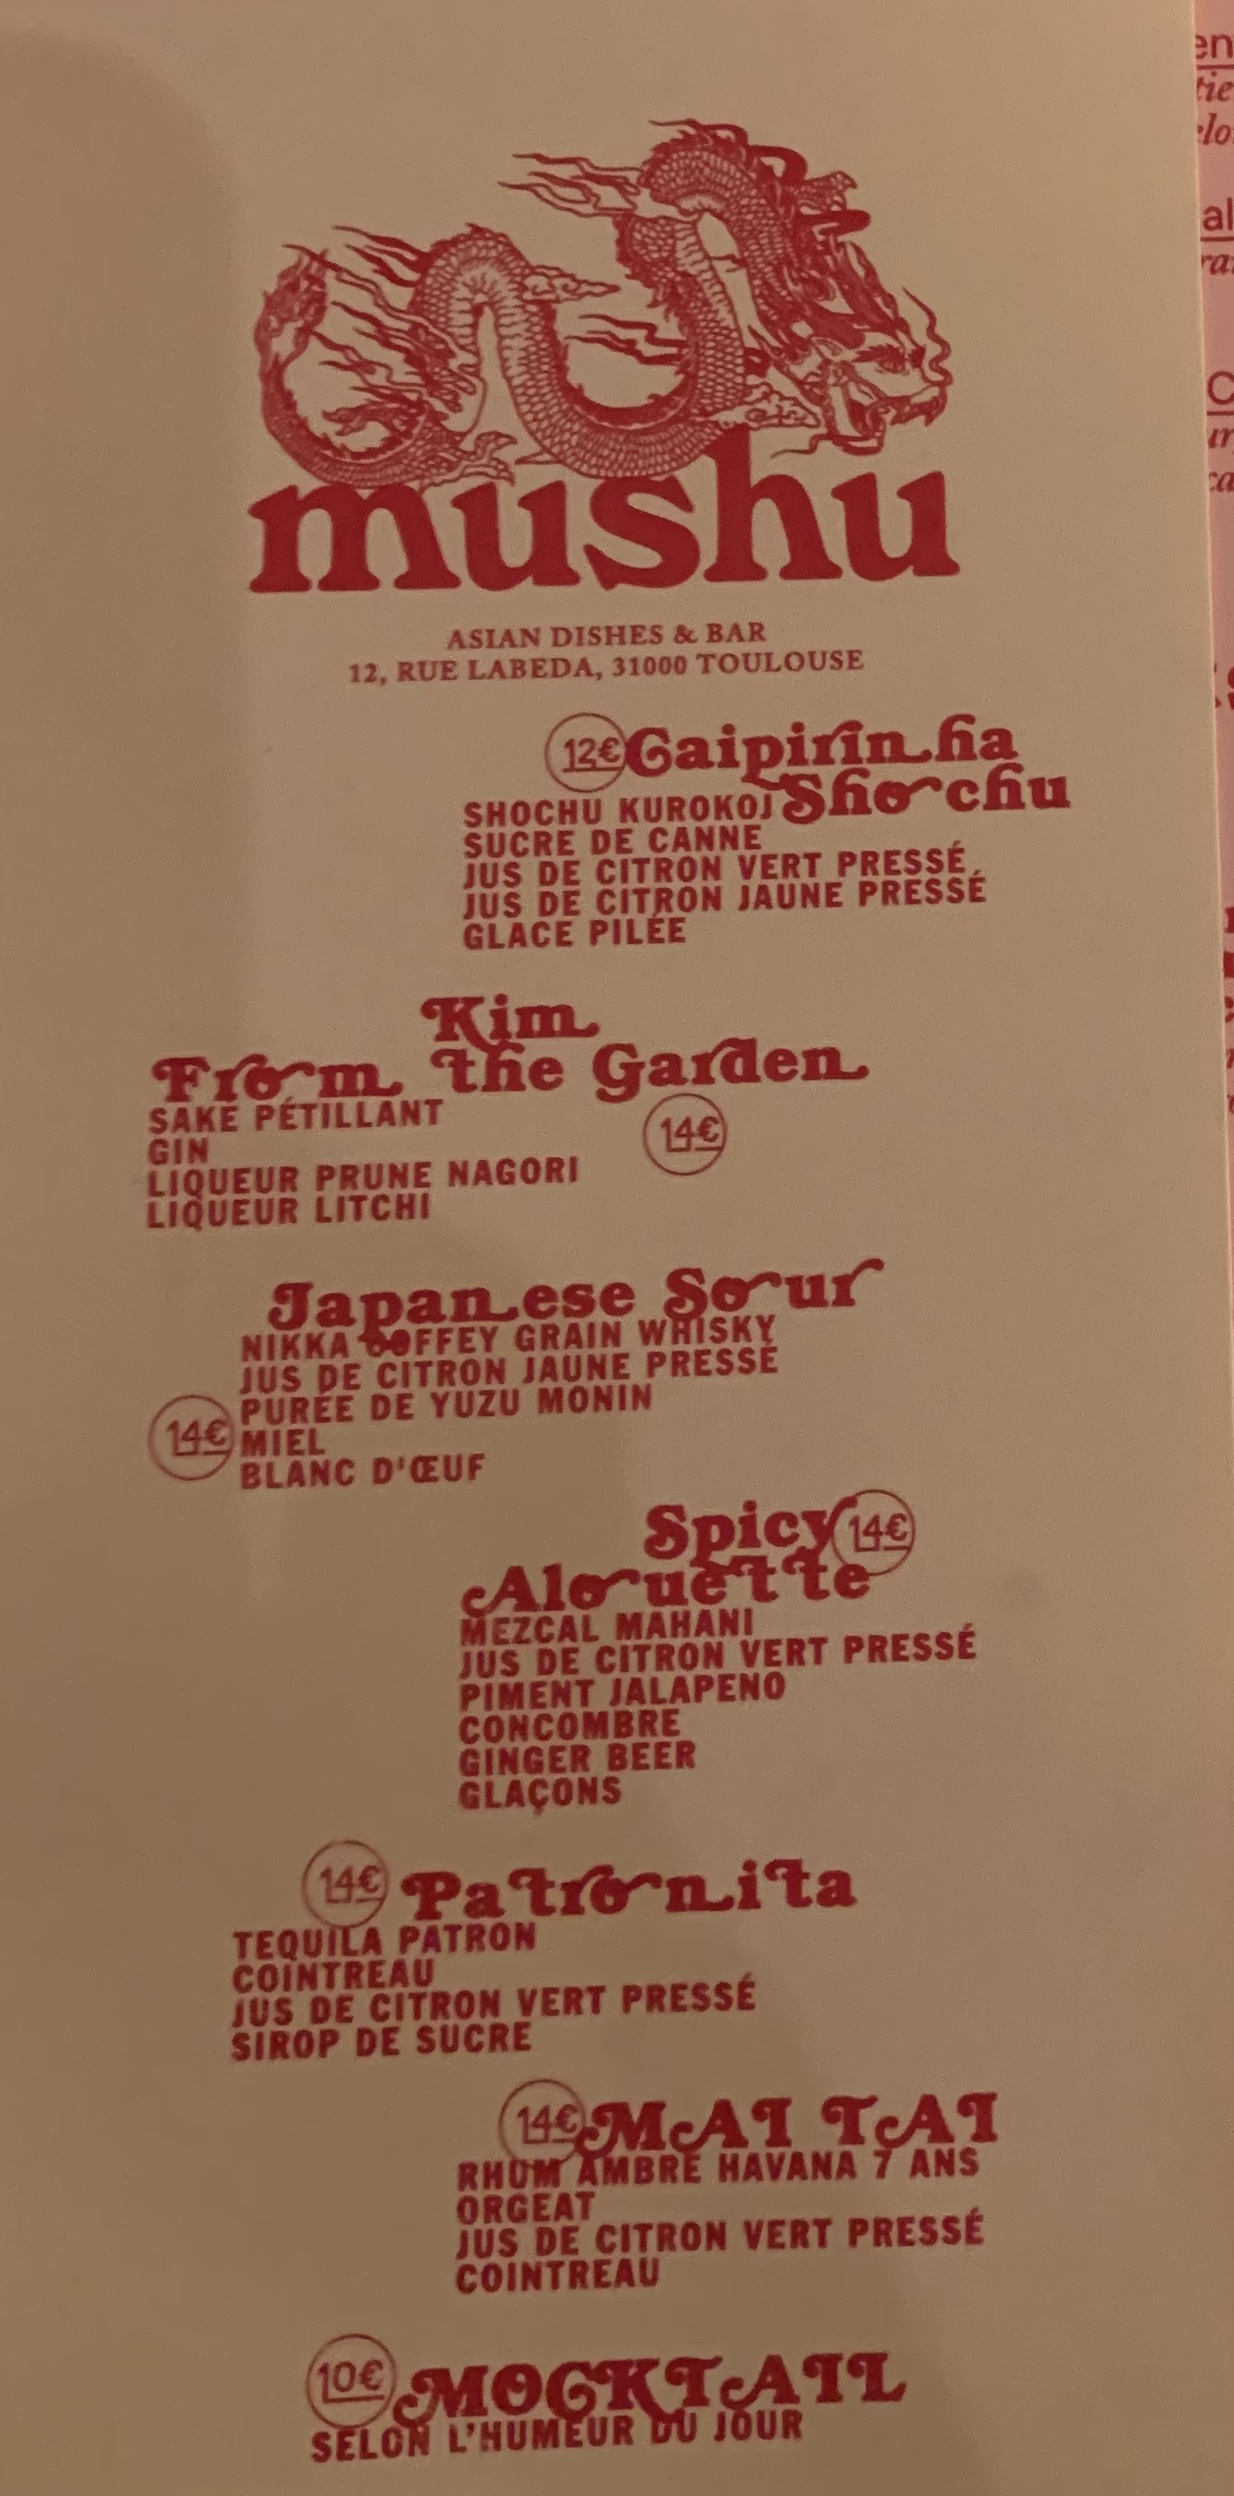 mushu
ASIAN DISHES & BAR
12, RUE LABEDA, 31000 TOULOUSE
12€ Caipirinha
Shochu
SHOCHU KUROKOJ
SUCRE DE CANNE
JUS DE CITRON VERT PRESSÉ
JUS DE CITRON JAUNE PRESSÉ
GLACE PILÉE
Kim
From the Garden
SAKE PÉTILLANT
14€
GIN
LIQUEUR PRUNE NAGORI
LIQUEUR LITCHI
Japanese Sour
NIKKA COFFEY GRAIN WHISKY
JUS DE CITRON JAUNE PRESSÉ
PURÉE DE YUZU MONIN
14€ MIEL
BLANC D'ŒUF
Spicy 14€
Alouette
MEZCAL MAHANI
JUS DE CITRON VERT PRESSÉ
PIMENT JALAPENO
CONCOMBRE
GINGER BEER
GLAÇONS
14€ Patronita
TEQUILA PATRON
COINTREAU
JUS DE CITRON VERT PRESSÉ
SIROP DE SUCRE
14€ MAI TAI
RHUM AMBRE HAVANA 7 ANS
ORGEAT
JUS DE CITRON VERT PRESSÉ
COINTREAU
10€ MOCKTAIL
SELON L'HUMEUR DU JOUR